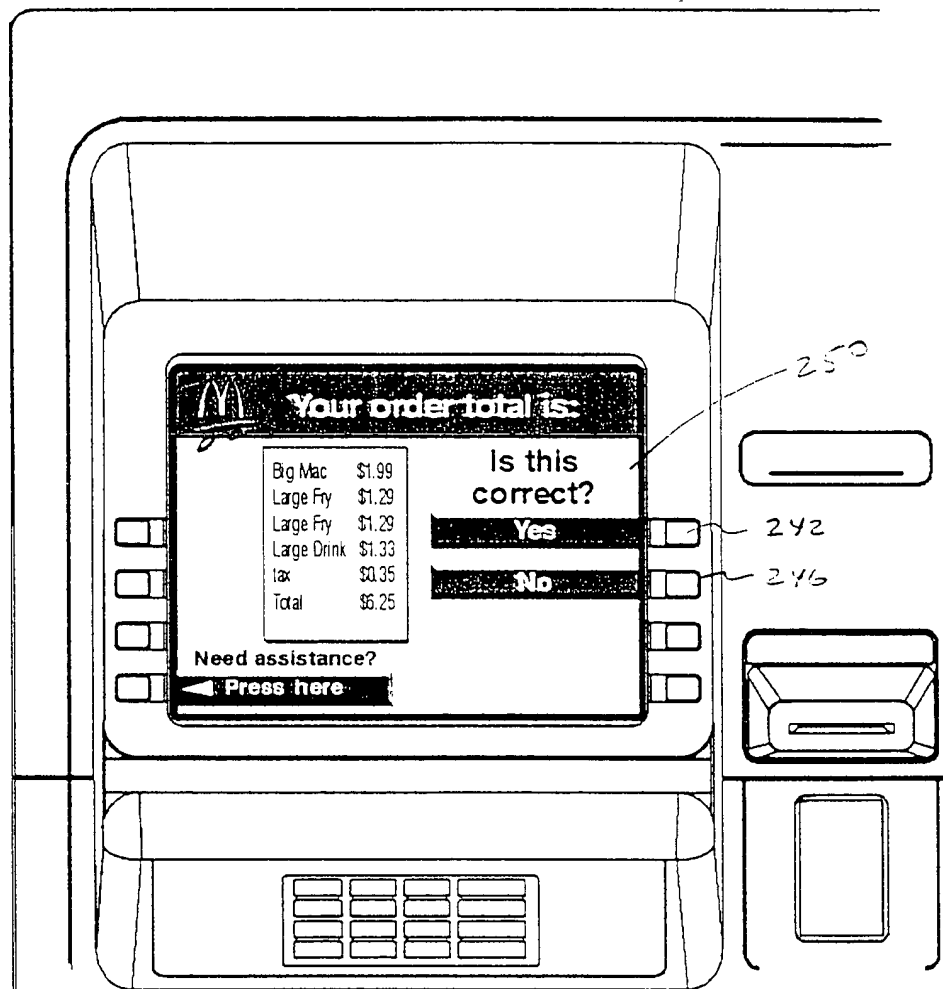 Your order total is:
Big Mac $1.99
Large Fry $1.29
Large Fry $1.29
Large Drink $1.33
tax $0.35
Total $6.25
Is this
correct?
Yes
No
Need assistance?
Press here
250
242
246